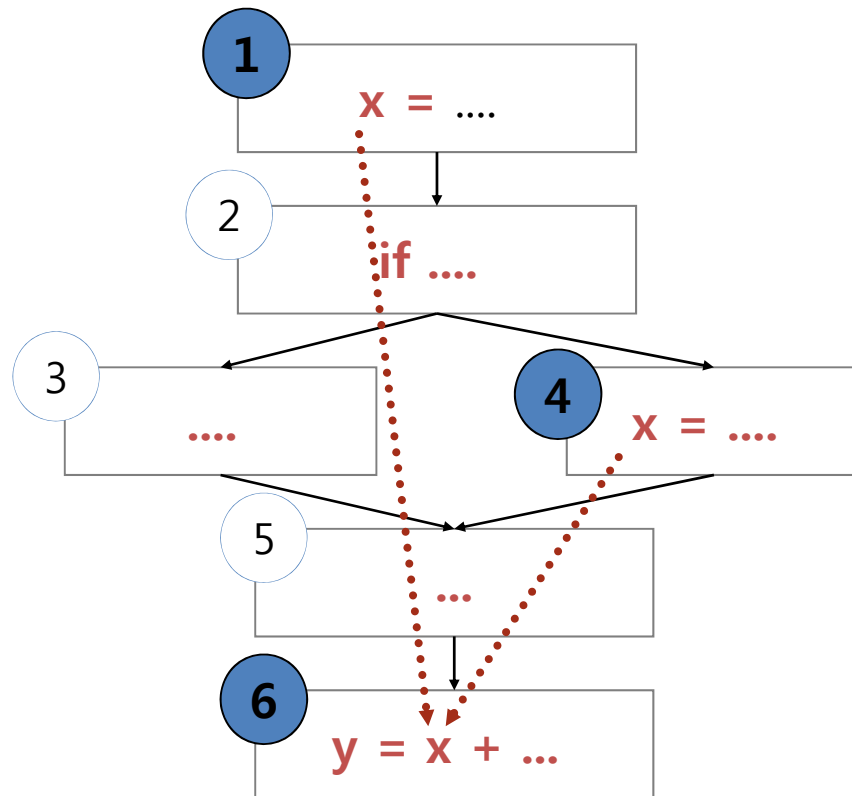 1
x = ....
2
if ....
3
....
4
x = ....
5
...
6
y = x + ...